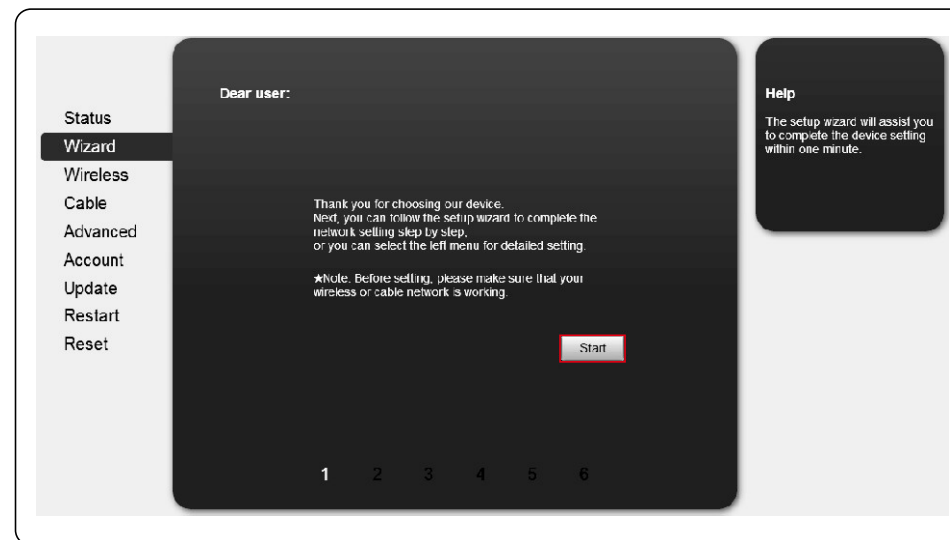 Status
Wizard
Wireless
Cable
Advanced
Account
Update
Restart
Reset
Dear user:
Thank you for choosing our device.
Next, you can follow the setup wizard to complete the
network setting step by step,
or you can select the left menu for detailed setting.
★Note: Before setting, please make sure that your
wireless or cable network is working.
Start
1 2 3 4 5 6
Help
The setup wizard will assist you
to complete the device setting
within one minute.